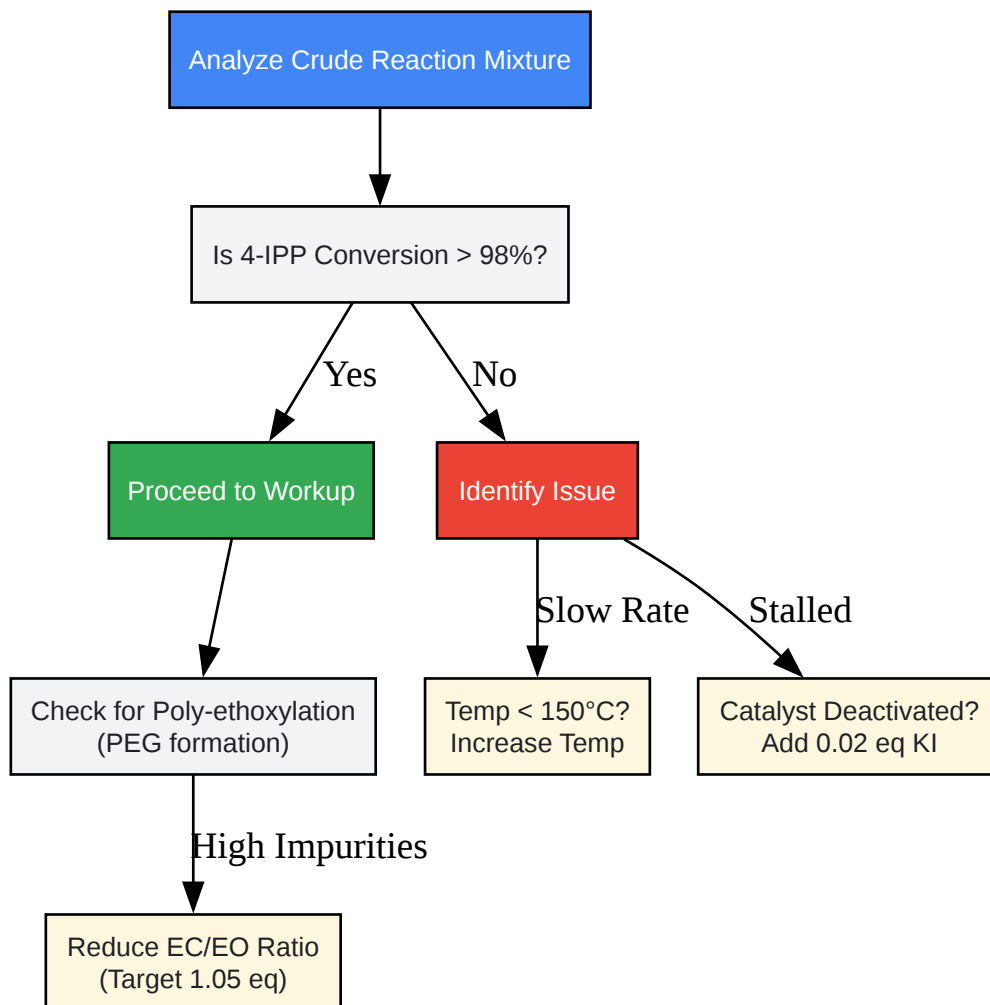 Analyze Crude Reaction Mixture
Is 4-IPP Conversion > 98%?
Yes
No
Proceed to Workup
Identify Issue
Slow Rate
Stalled
Check for Poly-ethoxylation
(PEG formation)
Temp < 150°C?
Increase Temp
Catalyst Deactivated?
Add 0.02 eq KI
High Impurities
Reduce EC/EO Ratio
(Target 1.05 eq)